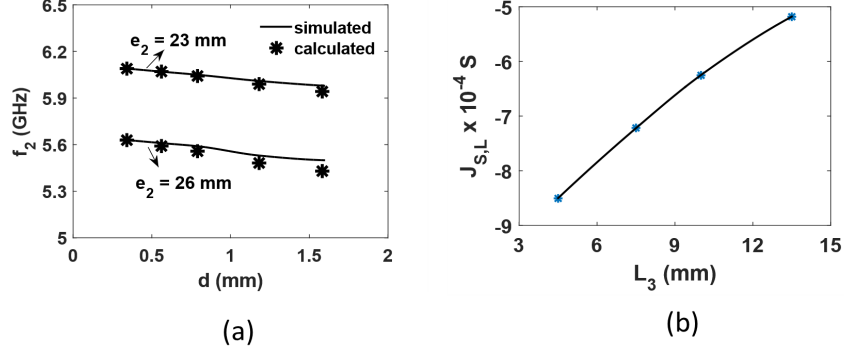 6.5
6.2
5.9
5.6
5.3
5
f2 (GHz)
e2 = 23 mm
simulated
calculated
e2 = 26 mm
0 0.5 1 1.5 2
d (mm)
(a)
-5
-6
-7
-8
-9
JS,L x 10-4 S
3 6 9 12 15
L3 (mm)
(b)